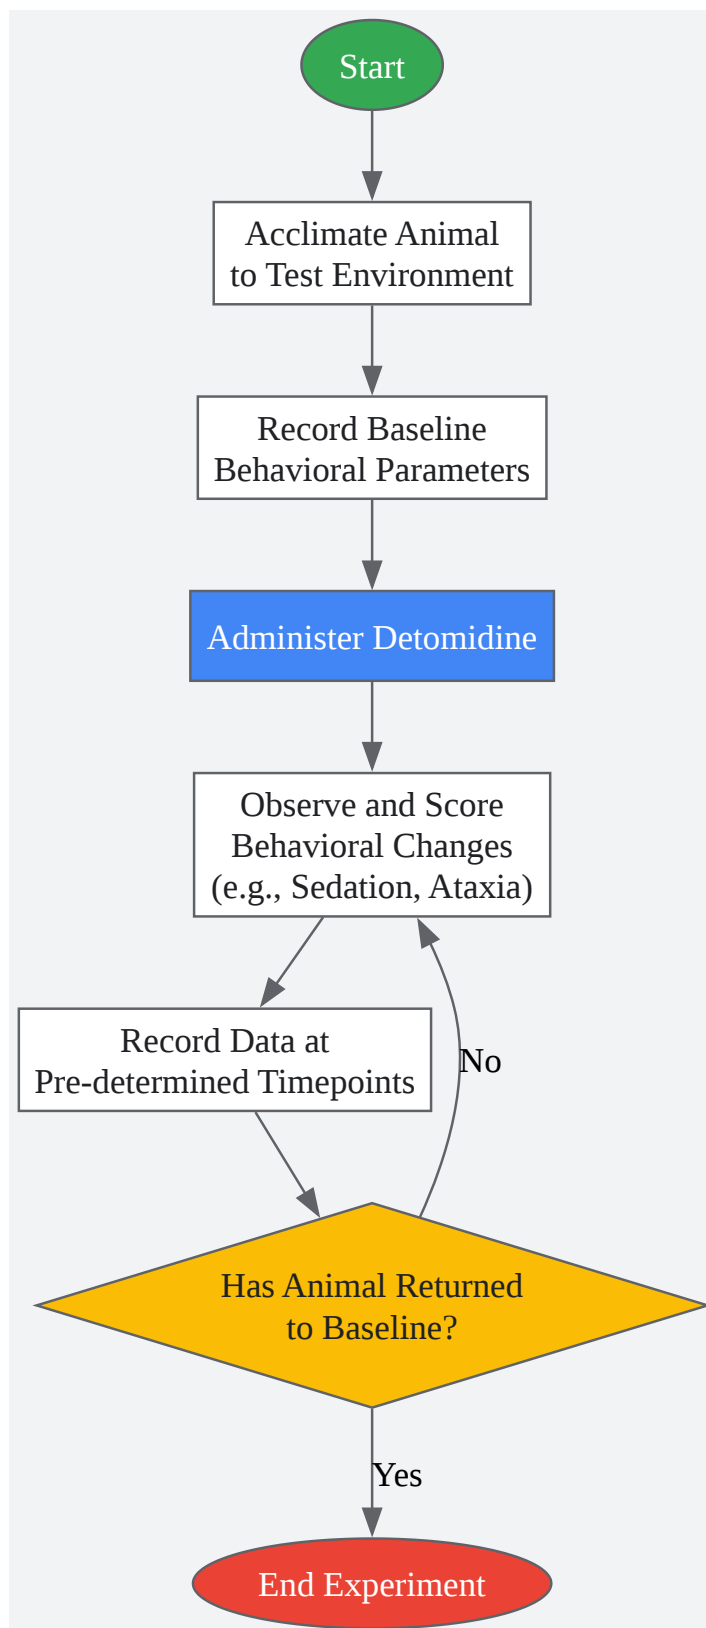 Start
Acclimate Animal
to Test Environment
Record Baseline
Behavioral Parameters
Administer Detomidine
Observe and Score
Behavioral Changes
(e.g., Sedation, Ataxia)
Record Data at
Pre-determined Timepoints
No
Has Animal Returned
to Baseline?
Yes
End Experiment